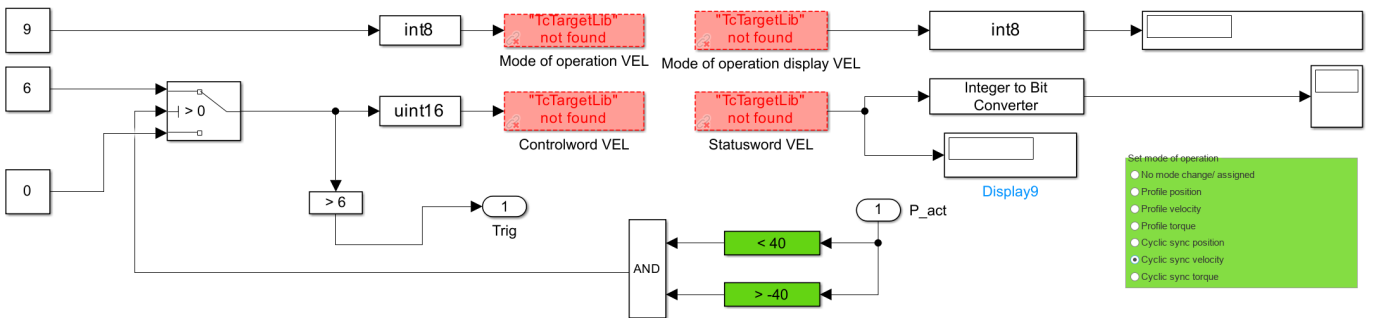 9
int8
"TcTargetLib"
not found
Mode of operation VEL
"TcTargetLib"
not found
Mode of operation display VEL
int8
6
> 0
uint16
"TcTargetLib"
not found
Controlword VEL
"TcTargetLib"
not found
Statusword VEL
Integer to Bit
Converter
Display9
0
> 6
1
Trig
AND
1
P_act
< 40
> -40
Set mode of operation
No mode change/ assigned
Profile position
Profile velocity
Profile torque
Cyclic sync position
Cyclic sync velocity
Cyclic sync torque